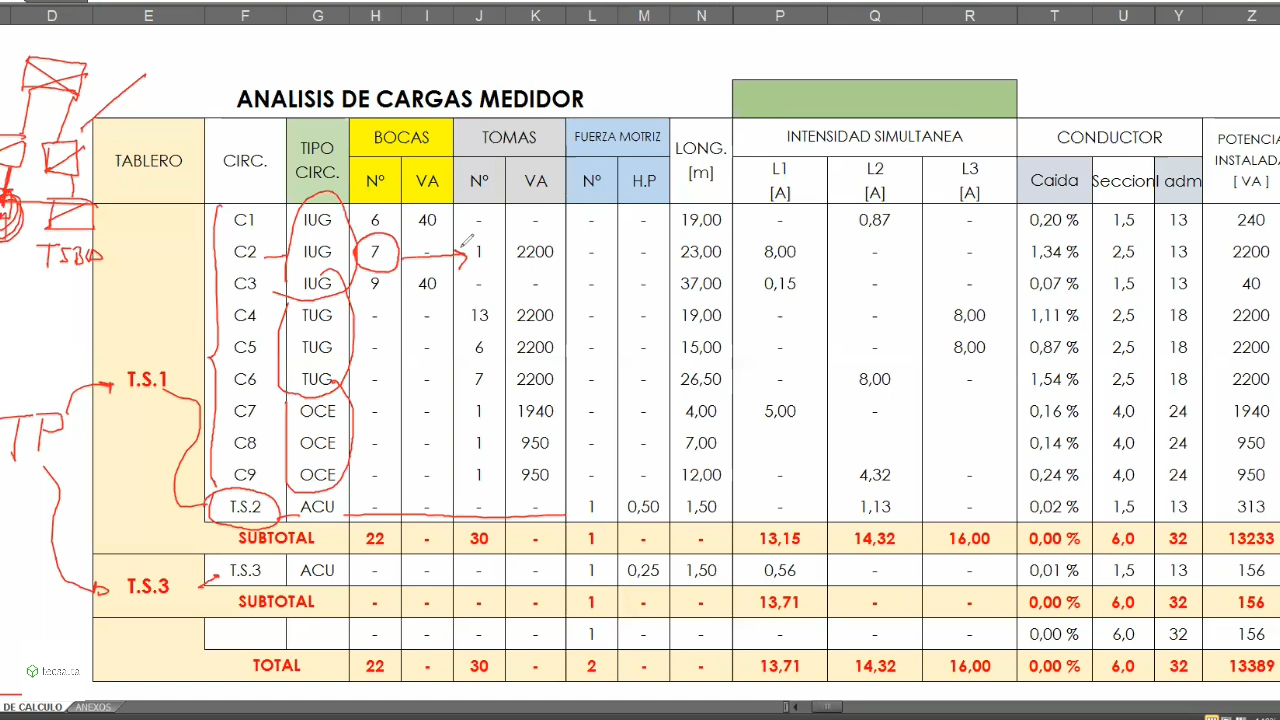 D E F G H I J K L M N P Q R T U Y Z
ANALISIS DE CARGAS MEDIDOR
TABLERO CIRC. TIPO CIRC. BOCAS TOMAS FUERZA MOTRIZ LONG. [m] INTENSIDAD SIMULTANEA CONDUCTOR POTENCIA INSTALADA [ VA ]
Nº VA Nº VA Nº H.P L1 [A] L2 [A] L3 [A] Caida Seccion I adm
C1 IUG 6 40 - - - - 19,00 - 0,87 - 0,20 % 1,5 13 240
C2 IUG 7 - 1 2200 - - 23,00 8,00 - - 1,34 % 2,5 13 2200
C3 IUG 9 40 - - - - 37,00 0,15 - - 0,07 % 1,5 13 40
C4 TUG - - 13 2200 - - 19,00 - - 8,00 1,11 % 2,5 18 2200
C5 TUG - - 6 2200 - - 15,00 - - 8,00 0,87 % 2,5 18 2200
T.S.1 C6 TUG - - 7 2200 - - 26,50 - 8,00 - 1,54 % 2,5 18 2200
C7 OCE - - 1 1940 - - 4,00 5,00 - 0,16 % 4,0 24 1940
C8 OCE - - 1 950 - - 7,00 0,14 % 4,0 24 950
C9 OCE - - 1 950 - - 12,00 - 4,32 - 0,24 % 4,0 24 950
T.S.2 ACU - - - - 1 0,50 1,50 - 1,13 - 0,02 % 1,5 13 313
SUBTOTAL 22 - 30 - 1 - - 13,15 14,32 16,00 0,00 % 6,0 32 13233
T.S.3 T.S.3 ACU - - - - 1 0,25 1,50 0,56 - - 0,01 % 1,5 13 156
SUBTOTAL - - - - 1 - - 13,71 - - 0,00 % 6,0 32 156
- - - - 1 - - - - - 0,00 % 6,0 32 156
TOTAL 22 - 30 - 2 - - 13,71 14,32 16,00 0,00 % 6,0 32 13389
TP
tecsa.ta
DE CALCULO ANEXOS